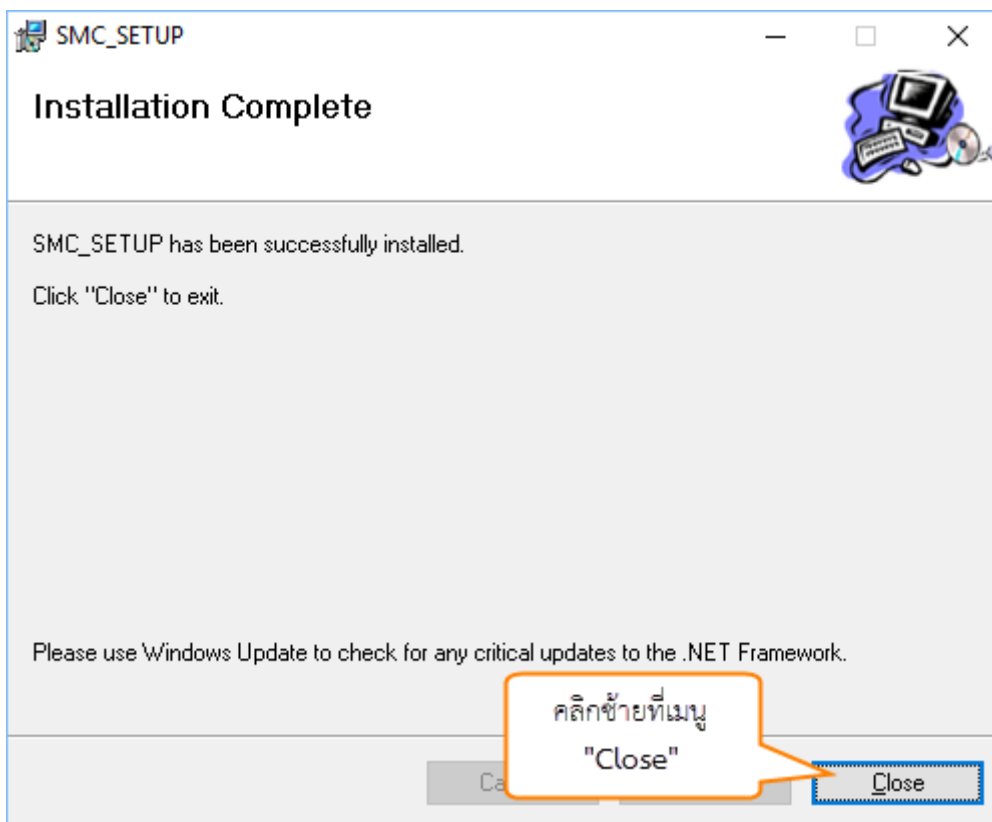 SMC_SETUP
Installation Complete
SMC_SETUP has been successfully installed.
Click "Close" to exit.
Please use Windows Update to check for any critical updates to the .NET Framework.
คลิกซ้ายที่เมนู
"Close"
Close